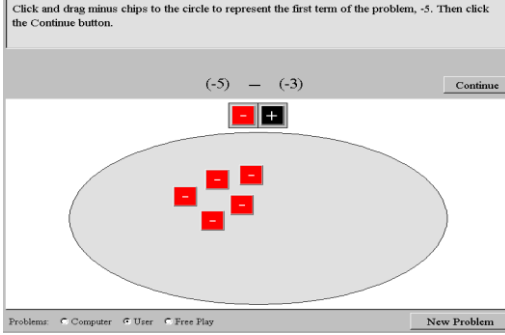 Click and drag minus chips to the circle to represent the first term of the problem, -5. Then click
the Continue button.
(-5) — (-3)
Continue
- +
-
-
-
-
-
Problems: Computer User Free Play
New Problem